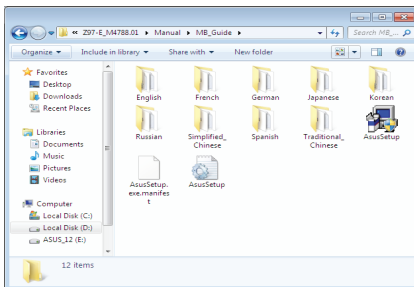 « Z97-E_M4788.01 ▸ Manual ▸ MB_Guide ▸
Search MB_...
Organize ▼ Include in library ▼ Share with ▼ New folder
Favorites
Desktop
Downloads
Recent Places
Libraries
Documents
Music
Pictures
Videos
Computer
Local Disk (C:)
Local Disk (D:)
ASUS_12 (E:)
English French German Japanese Korean
Russian Simplified_ Spanish Traditional_ AsusSetup
Chinese Chinese
AsusSetup. AsusSetup
exe.manifes
t
12 items